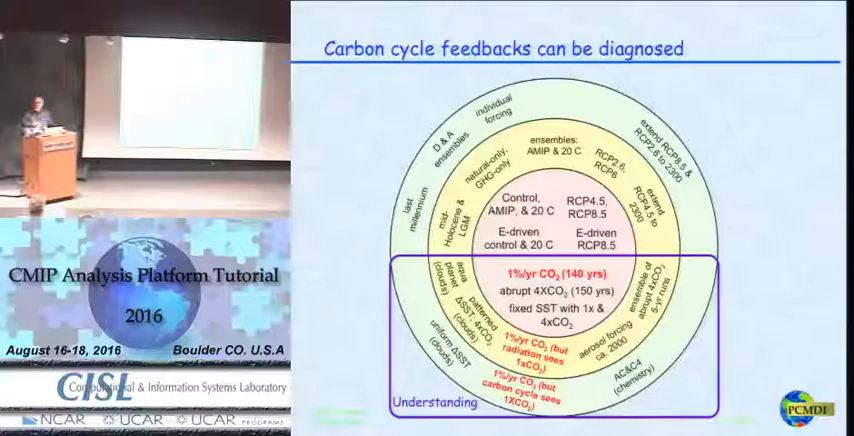 Carbon cycle feedbacks can be diagnosed
individual
forcing
D & A
ensembles
last
millennium
extend RCP8.5 &
RCP2.6 to 2300
ensembles:
AMIP & 20 C
natural-only,
GHG-only
RCP2.6,
RCP6
mid-
Holocene &
LGM
extend
RCP4.5 to
2300
Control,
AMIP, & 20 C
RCP4.5,
RCP8.5
E-driven
control & 20 C
E-driven
RCP8.5
1%/yr CO2 (140 yrs)
abrupt 4XCO2 (150 yrs)
fixed SST with 1x &
4xCO2
aqua
planet
(clouds)
patterned
ΔSST; 4xCO2
(clouds)
uniform ΔSST
(clouds)
1%/yr CO2 (but
radiation sees
1xCO2)
1%/yr CO2 (but
carbon cycle sees
1XCO2)
ensemble of
abrupt 4xCO2
5-yr runs
aerosol forcing
ca. 2000
AC&C4
(chemistry)
Understanding
PCMDI
CMIP Analysis Platform Tutorial
2016
August 16-18, 2016 Boulder CO. U.S.A
CISL Computational & Information Systems Laboratory
NCAR UCAR UCAR PROGRAMS